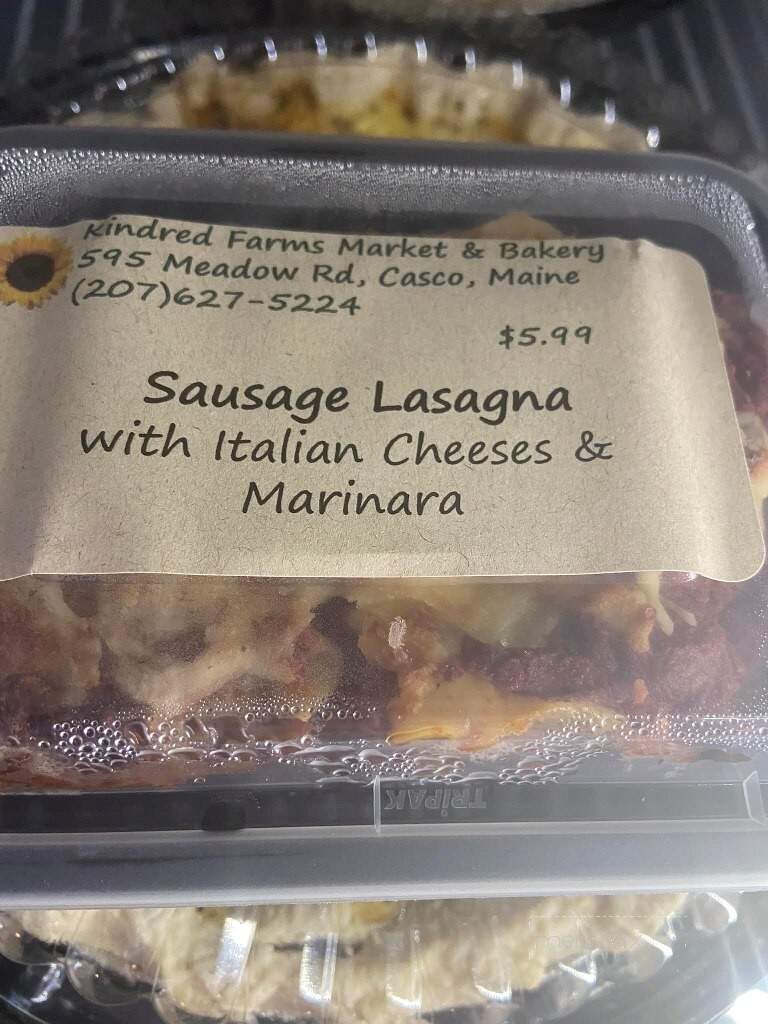 Kindred Farms Market & Bakery
595 Meadow Rd, Casco, Maine
(207)627-5224
$5.99
Sausage Lasagna
with Italian Cheeses &
Marinara
TRiPAK